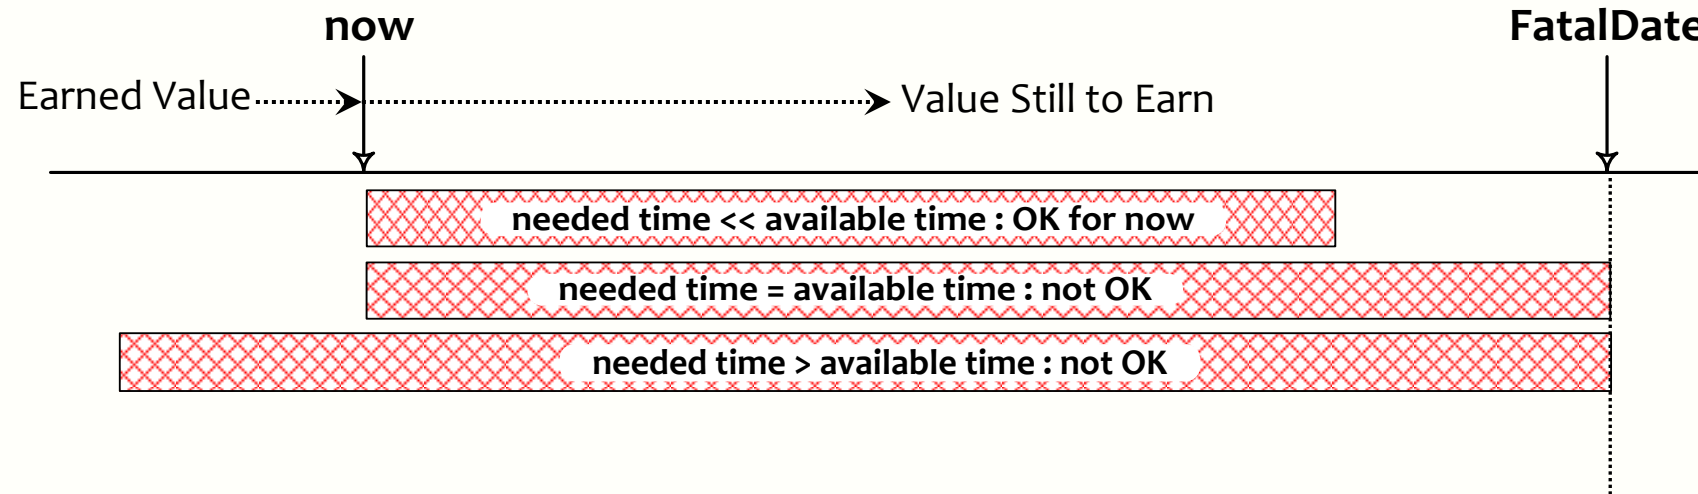 now
FatalDate
Earned Value
Value Still to Earn
needed time << available time : OK for now
needed time = available time : not OK
needed time > available time : not OK